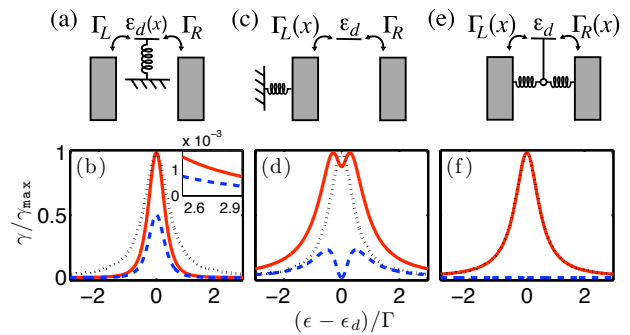 (a) Γ_L ε_d(x) Γ_R
(c) Γ_L(x) ε_d Γ_R
(e) Γ_L(x) ε_d Γ_R(x)
γ/γ_max
1
0.5
0
(b)
× 10⁻³
1
0
2.6 2.9
−2 0 2
(d)
−2 0 2
(f)
−2 0 2
(ϵ − ϵ_d)/Γ